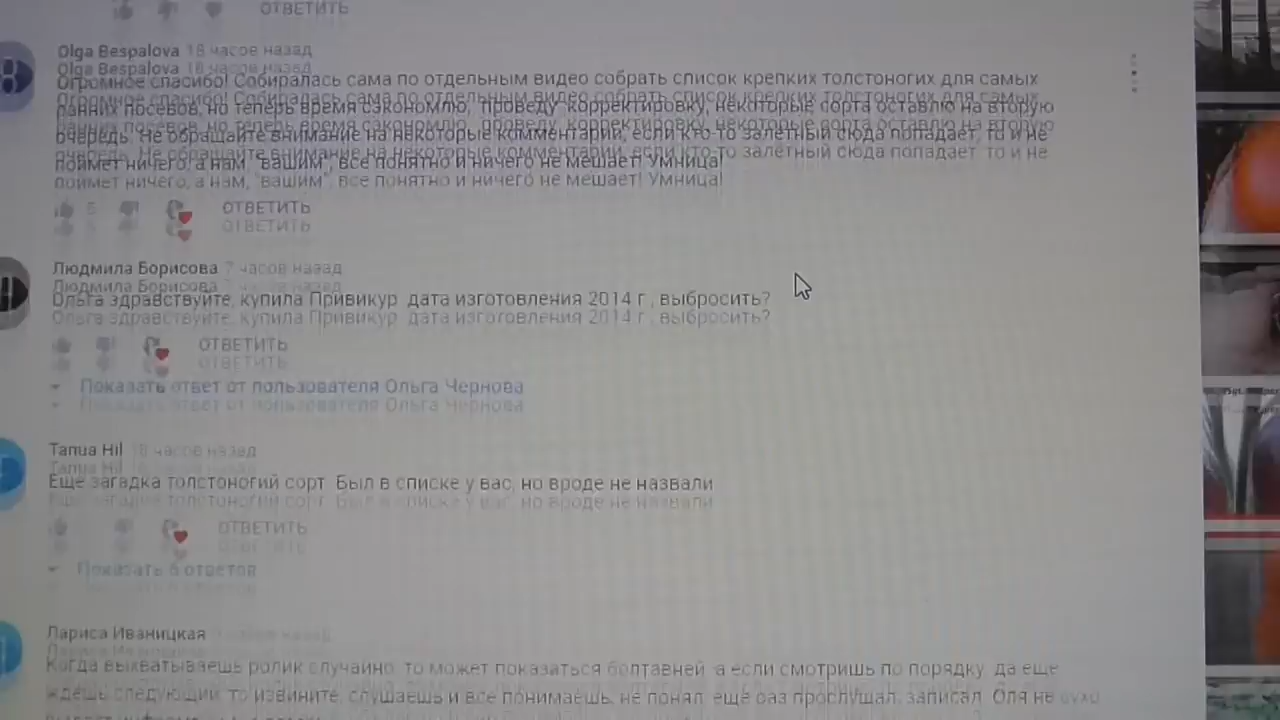 ОТВЕТИТЬ
Olga Bespalova 18 часов назад
Огромное спасибо! Собиралась сама по отдельным видео собрать список крепких толстоногих для самых
ранних посевов, но теперь время сэкономлю, проведу корректировку, некоторые сорта оставлю на вторую
очередь. Не обращайте внимание на некоторые комментарии, если кто-то залётный сюда попадает, то и не
поймет ничего, а нам, "вашим", все понятно и ничего не мешает! Умница!
5 ОТВЕТИТЬ
Людмила Борисова 7 часов назад
Ольга здравствуйте, купила Привикур дата изготовления 2014 г., выбросить?
ОТВЕТИТЬ
Показать ответ от пользователя Ольга Чернова
Tanua Hil 18 часов назад
Еще загадка толстоногий сорт. Был в списке у вас, но вроде не назвали
ОТВЕТИТЬ
Показать 6 ответов
Лариса Иваницкая
Когда выхватываешь ролик случайно, то может показаться болтавней, а если смотришь по порядку, да еще
ждешь следующий, то извините, слушаешь и все понимаешь, не понял, еще раз прослушал, записал. Оля не